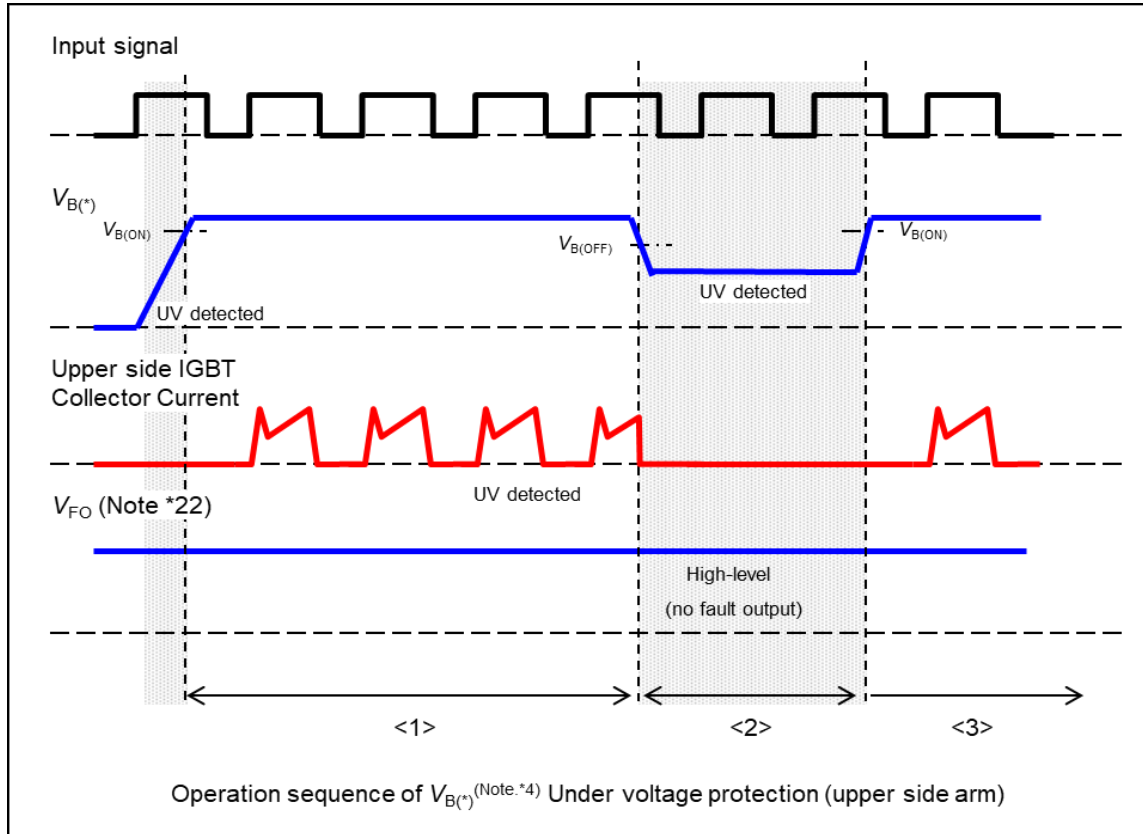 Input signal
VB(*)
VB(ON)
VB(OFF)
VB(ON)
UV detected
UV detected
Upper side IGBT
Collector Current
UV detected
VFO (Note *22)
High-level
(no fault output)
<1>
<2>
<3>
Operation sequence of VB(*)(Note.*4) Under voltage protection (upper side arm)